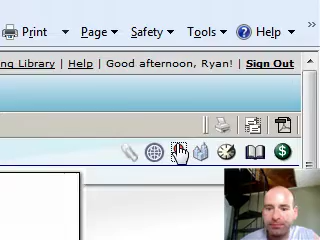 »
Print Page Safety Tools Help
ng Library | Help | Good afternoon, Ryan! | Sign Out
$